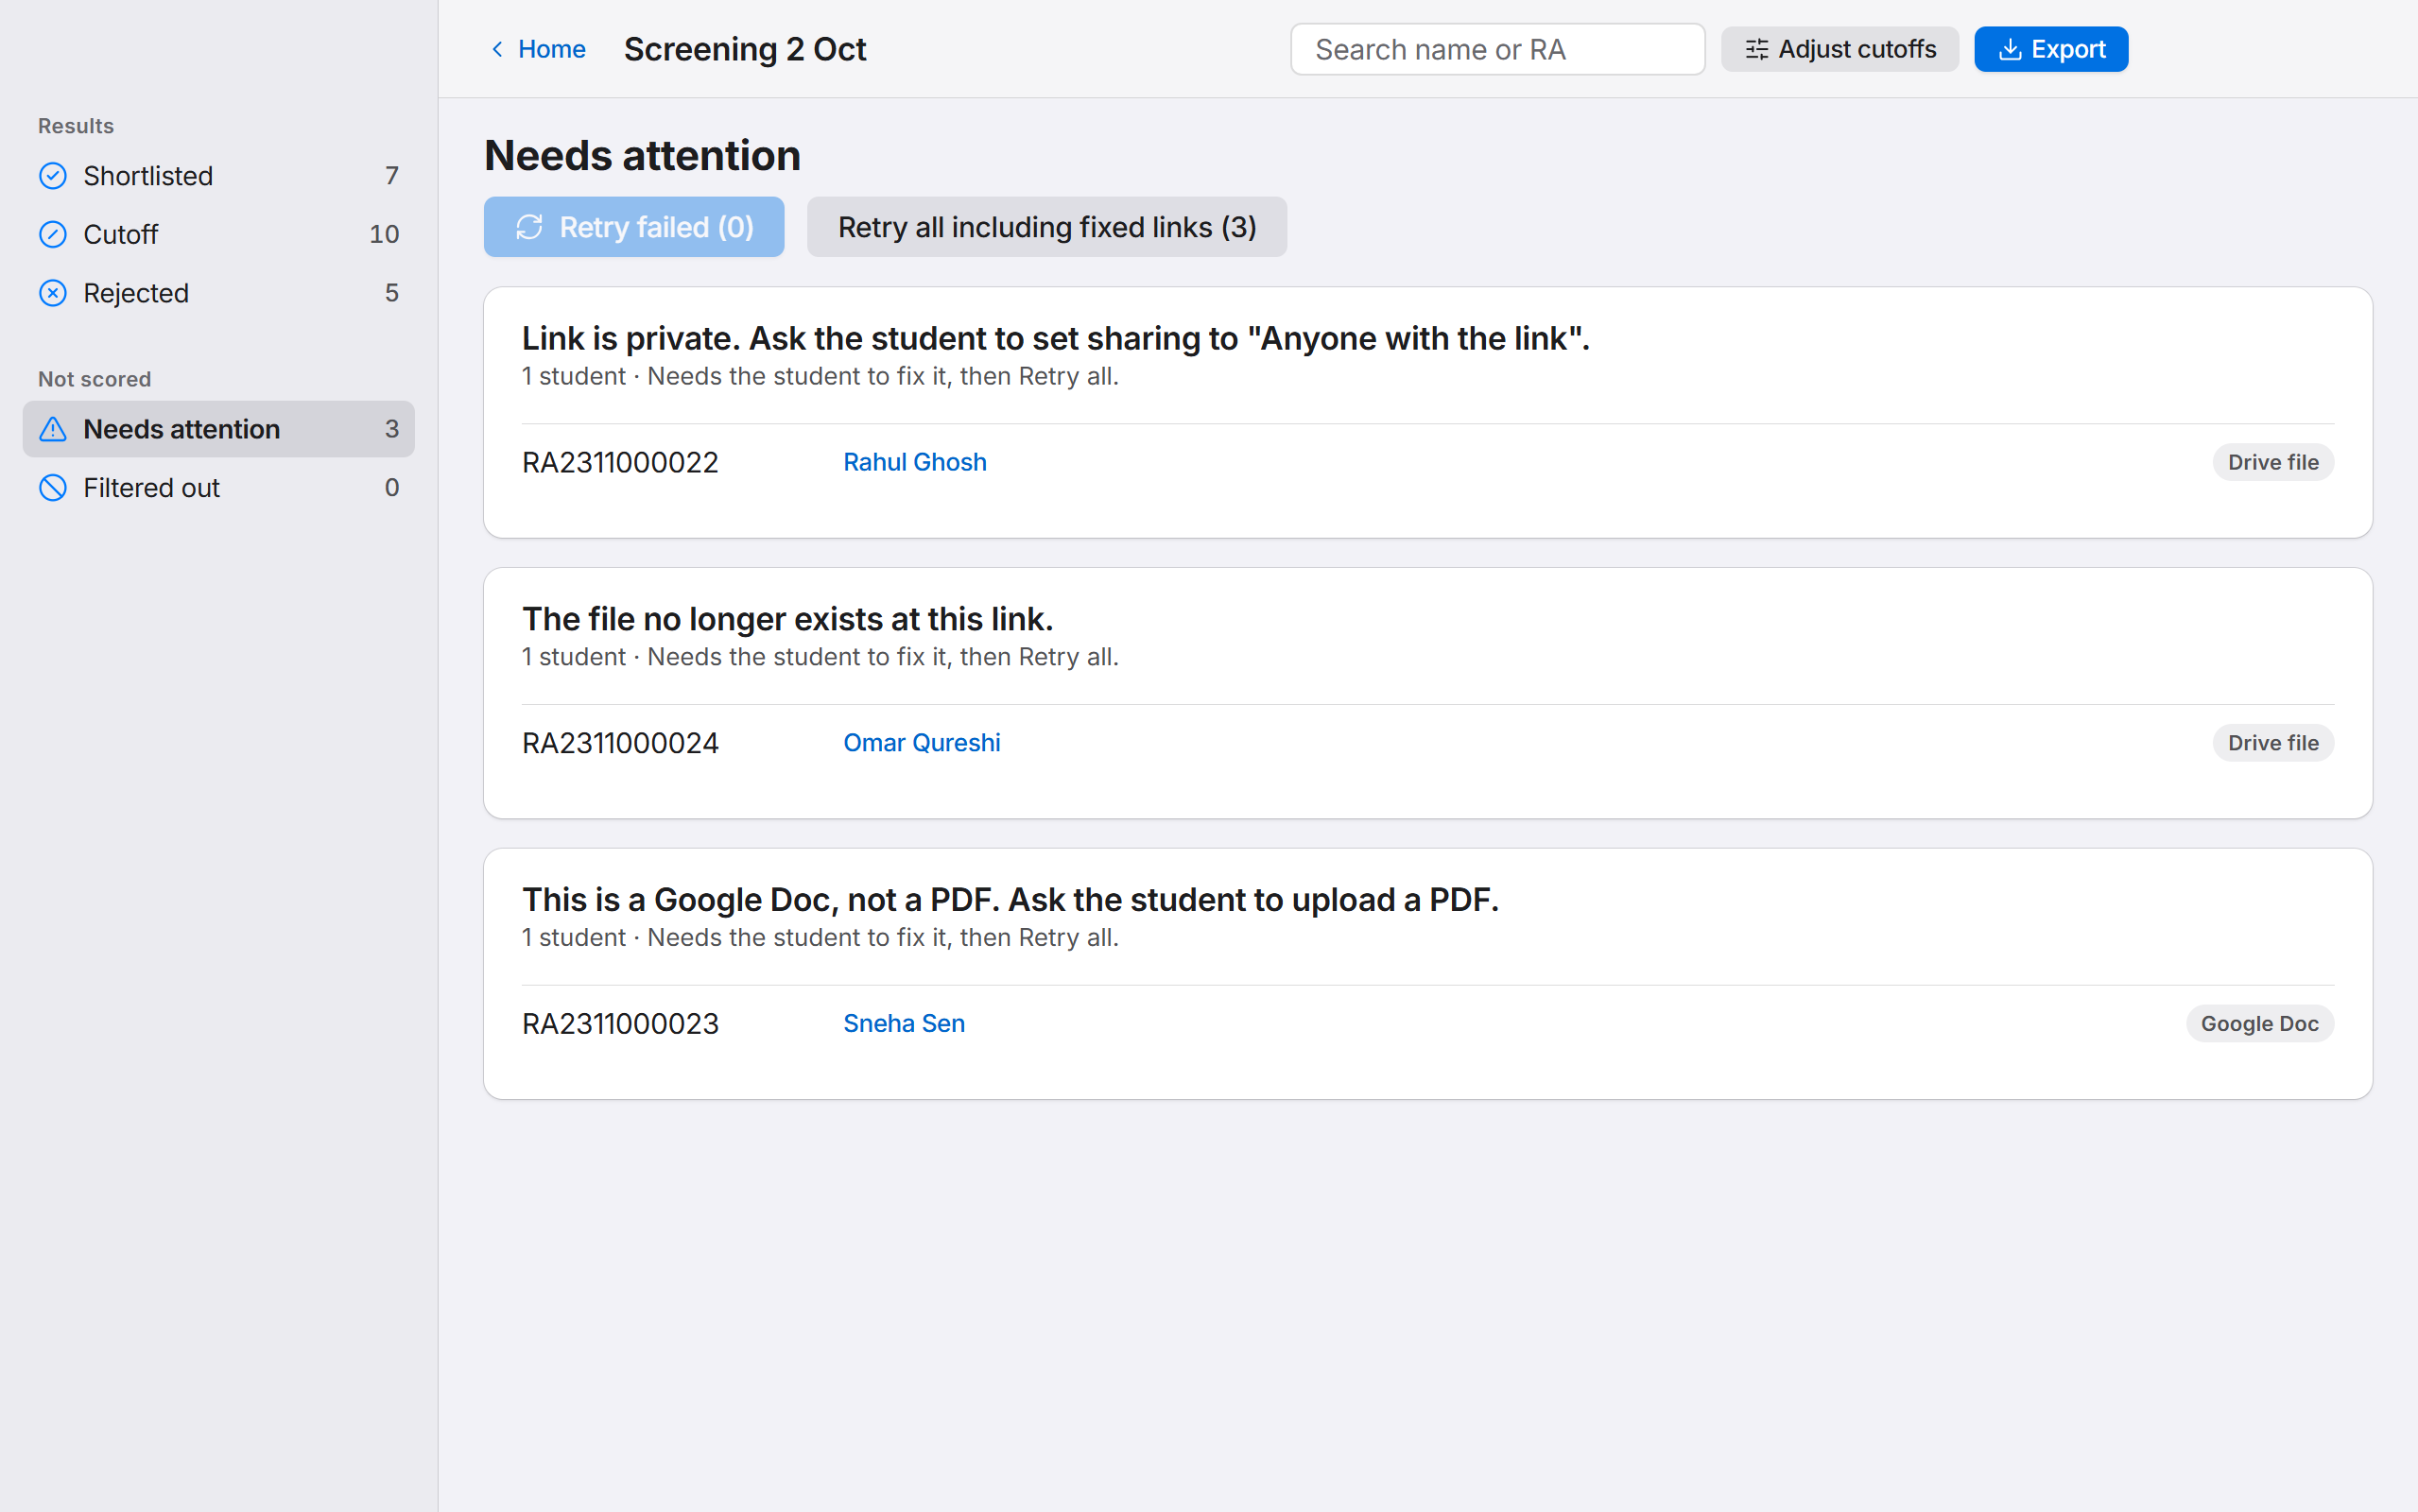 Home
Screening 2 Oct
Search name or RA
Adjust cutoffs
Export
Results
Shortlisted 7
Cutoff 10
Rejected 5
Not scored
Needs attention 3
Filtered out 0
Needs attention
Retry failed (0)
Retry all including fixed links (3)
Link is private. Ask the student to set sharing to "Anyone with the link".
1 student · Needs the student to fix it, then Retry all.
RA2311000022 Rahul Ghosh Drive file
The file no longer exists at this link.
1 student · Needs the student to fix it, then Retry all.
RA2311000024 Omar Qureshi Drive file
This is a Google Doc, not a PDF. Ask the student to upload a PDF.
1 student · Needs the student to fix it, then Retry all.
RA2311000023 Sneha Sen Google Doc